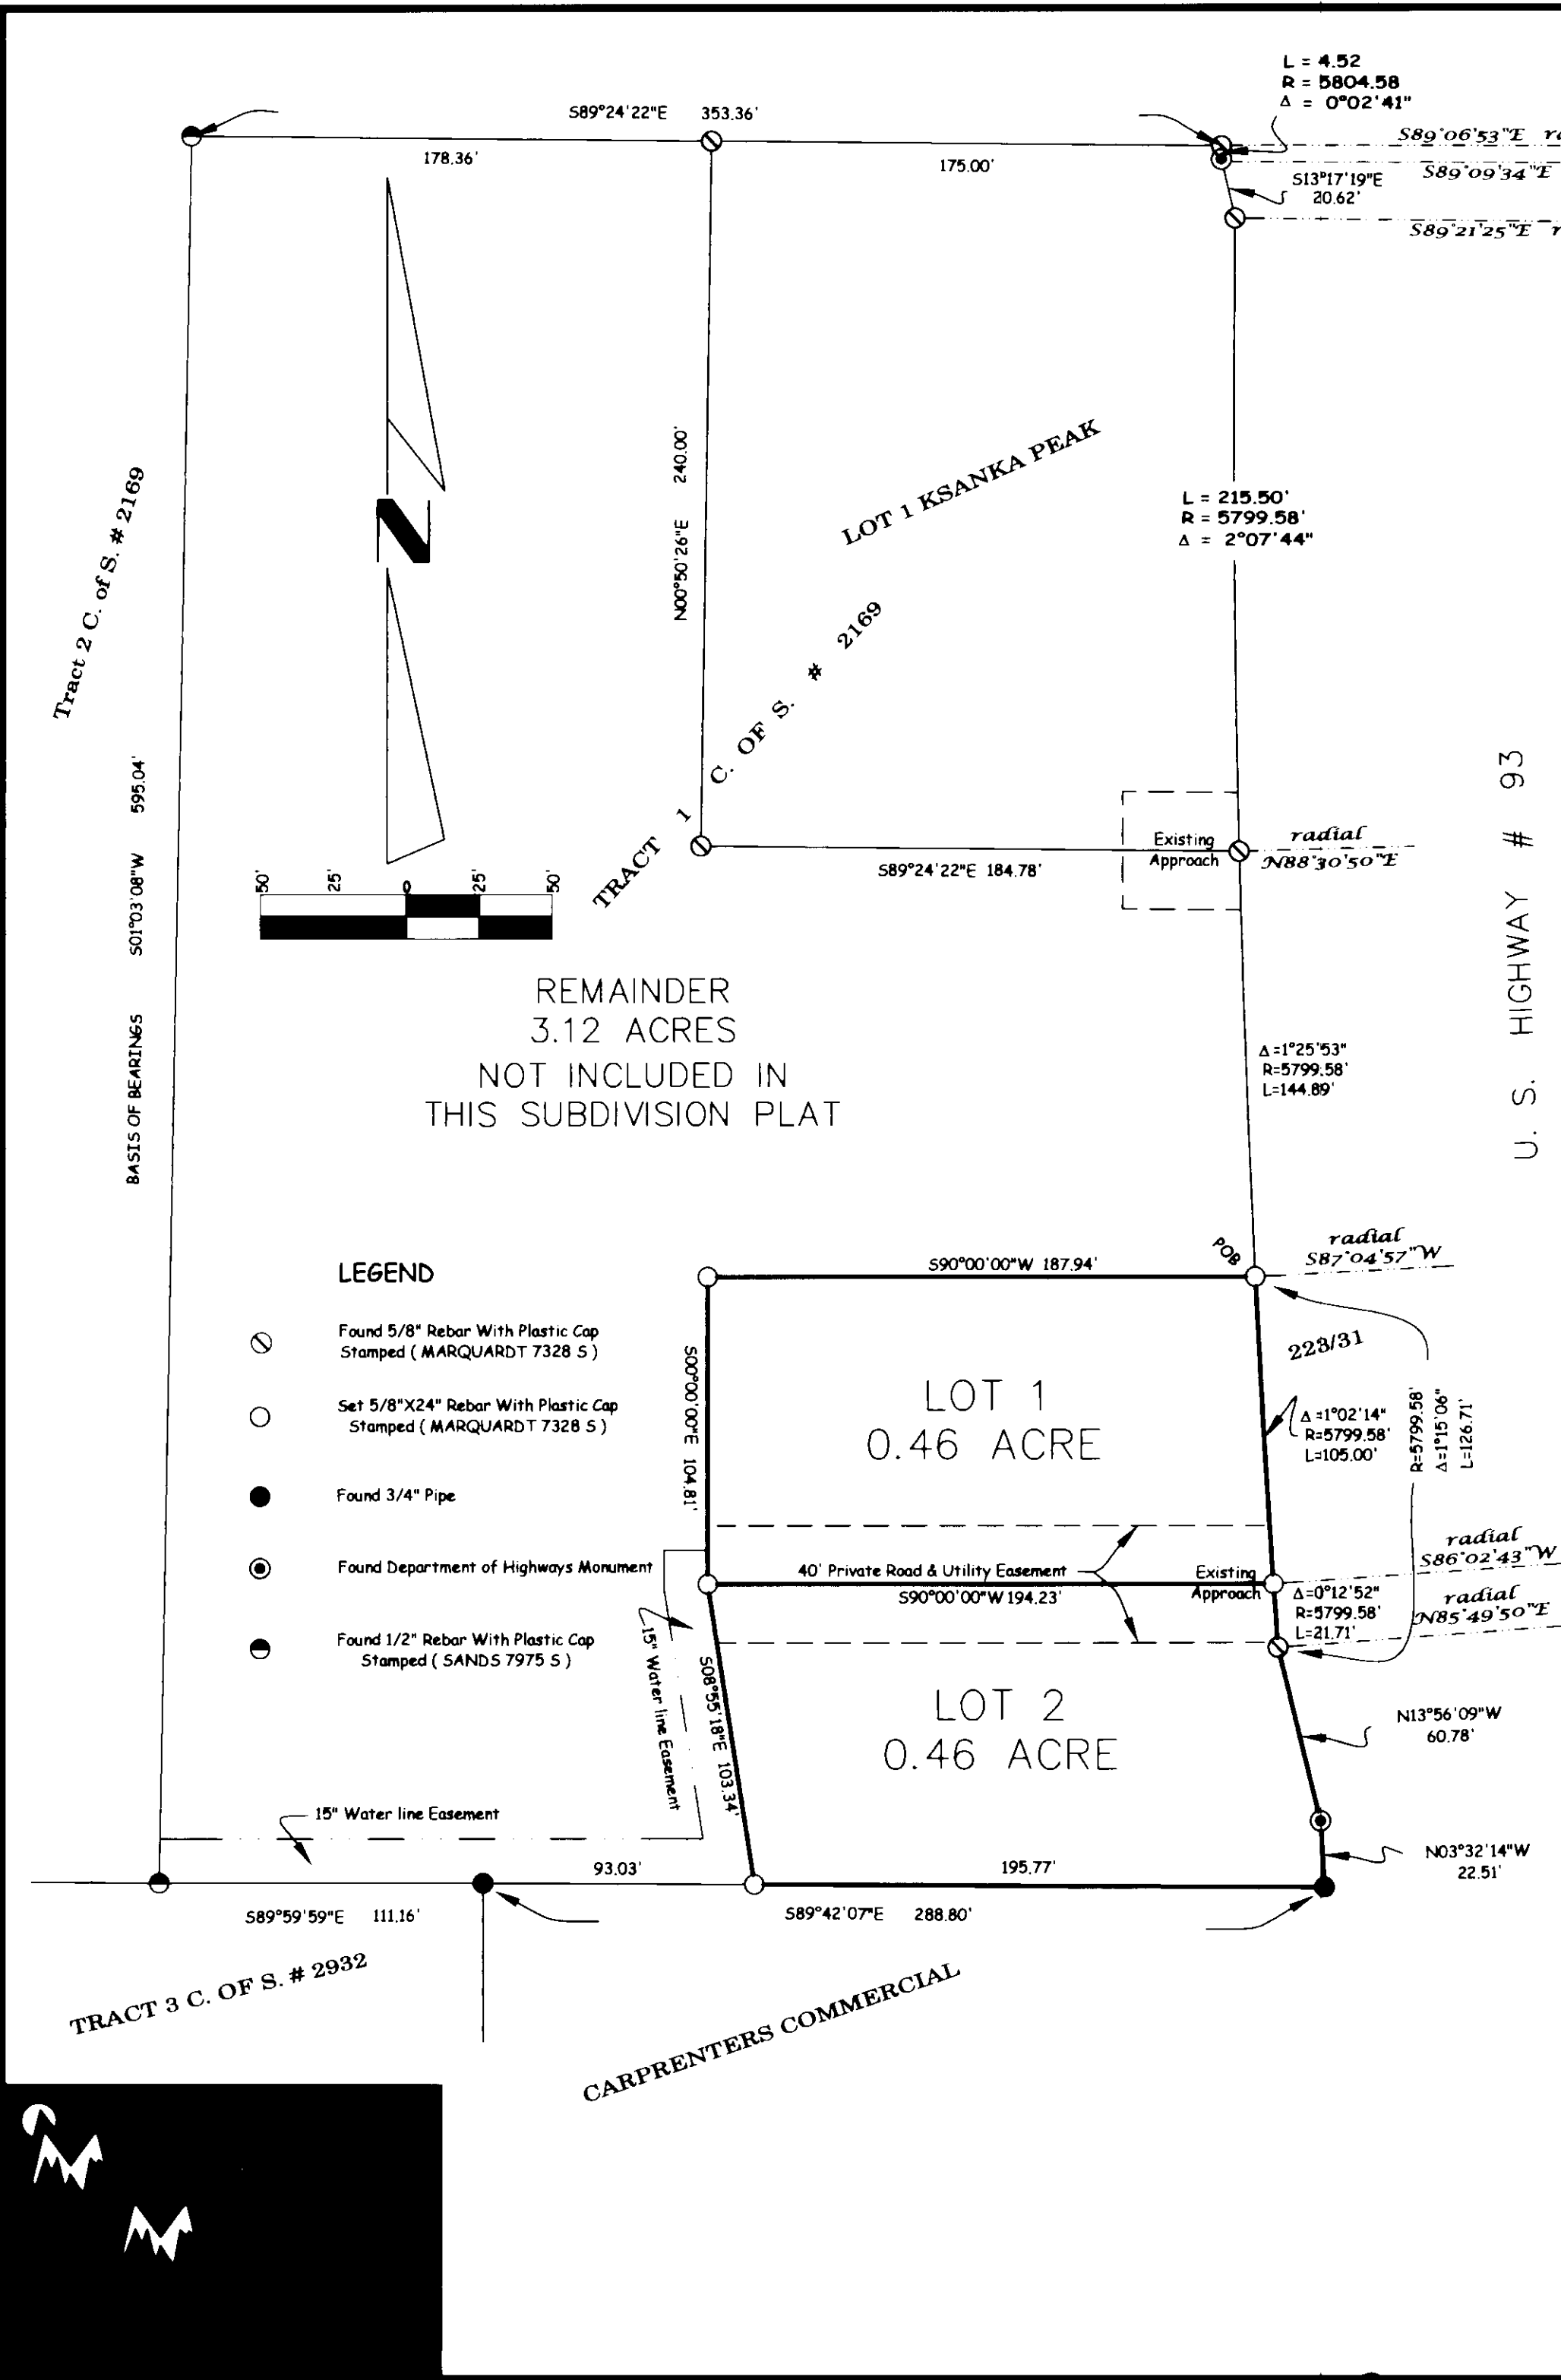 L = 4.52
R = 5804.58
Δ = 0°02'41"
S89°24'22"E 353.36'
178.36'
175.00'
S89°06'53"E
S89°09'34"E
S13°17'19"E
20.62'
S89°21'25"E
Tract 2 C. of S. # 2169
N
N00°50'26"E 240.00'
LOT 1 KSANKA PEAK
L = 215.50'
R = 5799.58'
Δ = 2°07'44"
TRACT 1 C. OF S. # 2169
BASIS OF BEARINGS S01°03'08"W 595.04'
U. S. HIGHWAY # 93
Existing
Approach
radial
N88°30'50"E
S89°24'22"E 184.78'
50' 25' 0 25' 50'
REMAINDER
3.12 ACRES
NOT INCLUDED IN
THIS SUBDIVISION PLAT
Δ=1°25'53"
R=5799.58'
L=144.89'
POB
radial
S87°04'57"W
S90°00'00"W 187.94'
LEGEND
Found 5/8" Rebar With Plastic Cap
Stamped ( MARQUARDT 7328 S )
Set 5/8"X24" Rebar With Plastic Cap
Stamped ( MARQUARDT 7328 S )
Found 3/4" Pipe
Found Department of Highways Monument
Found 1/2" Rebar With Plastic Cap
Stamped ( SANDS 7975 S )
S00°00'00"E 104.81'
LOT 1
0.46 ACRE
223/31
Δ=1°02'14"
R=5799.58'
L=105.00'
R=5799.58'
Δ=1°15'06"
L=126.71'
40' Private Road & Utility Easement
S90°00'00"W 194.23'
Existing
Approach
radial
S86°02'43"W
Δ=0°12'52"
R=5799.58'
L=21.71'
radial
N85°49'50"E
15" Water line Easement
S08°55'18"E 103.34'
LOT 2
0.46 ACRE
N13°56'09"W
60.78'
15" Water line Easement
N03°32'14"W
22.51'
93.03'
195.77'
S89°59'59"E 111.16'
S89°42'07"E 288.80'
TRACT 3 C. OF S. # 2932
CARPRENTERS COMMERCIAL